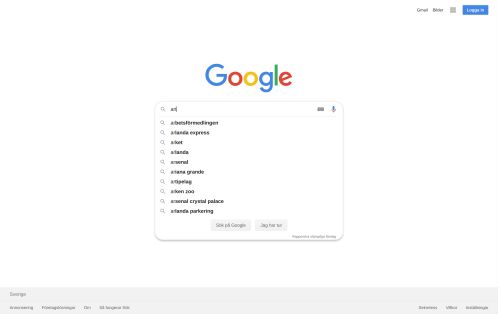 Gmail Bilder Logga in
Google
ar
arbetsförmedlingen
arlanda express
arket
arlanda
arsenal
ariana grande
artipelag
arken zoo
arsenal crystal palace
arlanda parkering
Sök på Google Jag har tur
Rapportera olämpliga förslag
Sverige
Annonsering Företagslösningar Om Så fungerar Sök
Sekretess Villkor Inställningar